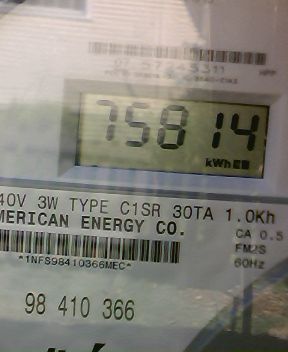 75814
kWh
40V 3W TYPE C1SR 30TA 1.0Kh
MERICAN ENERGY CO.
CA 0.5
FM2S
*1NFS98410366MEC*
60Hz
98 410 366